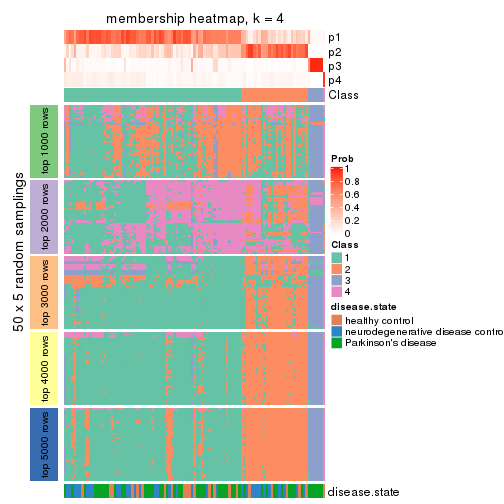 membership heatmap, k = 4
p1
p2
p3
p4
Class
50 x 5 random samplings
top 1000 rows
top 2000 rows
top 3000 rows
top 4000 rows
top 5000 rows
Prob
1
0.8
0.6
0.4
0.2
0
Class
1
2
3
4
disease.state
healthy control
neurodegenerative disease contro
Parkinson's disease
disease.state